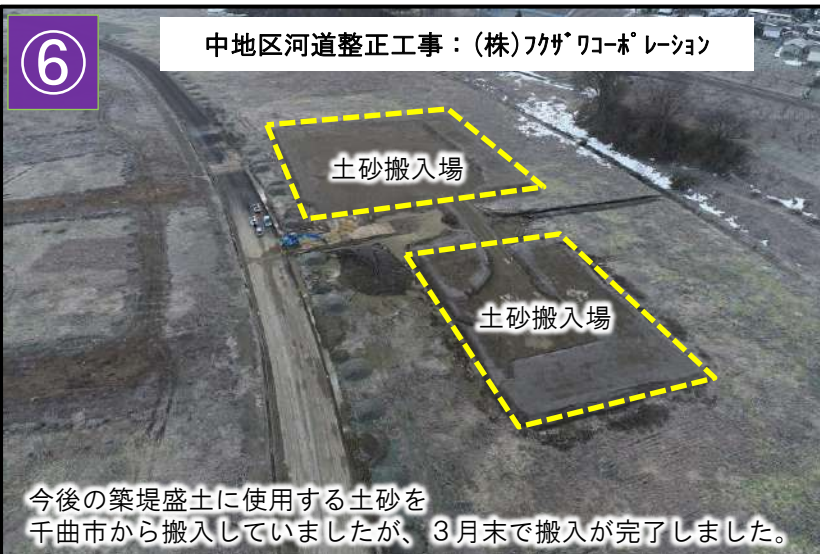 ⑥
中地区河道整正工事：(株)ﾌｸｻﾞﾜｺｰﾎﾟﾚｰｼｮﾝ
土砂搬入場
土砂搬入場
今後の築堤盛土に使用する土砂を
千曲市から搬入していましたが、３月末で搬入が完了しました。